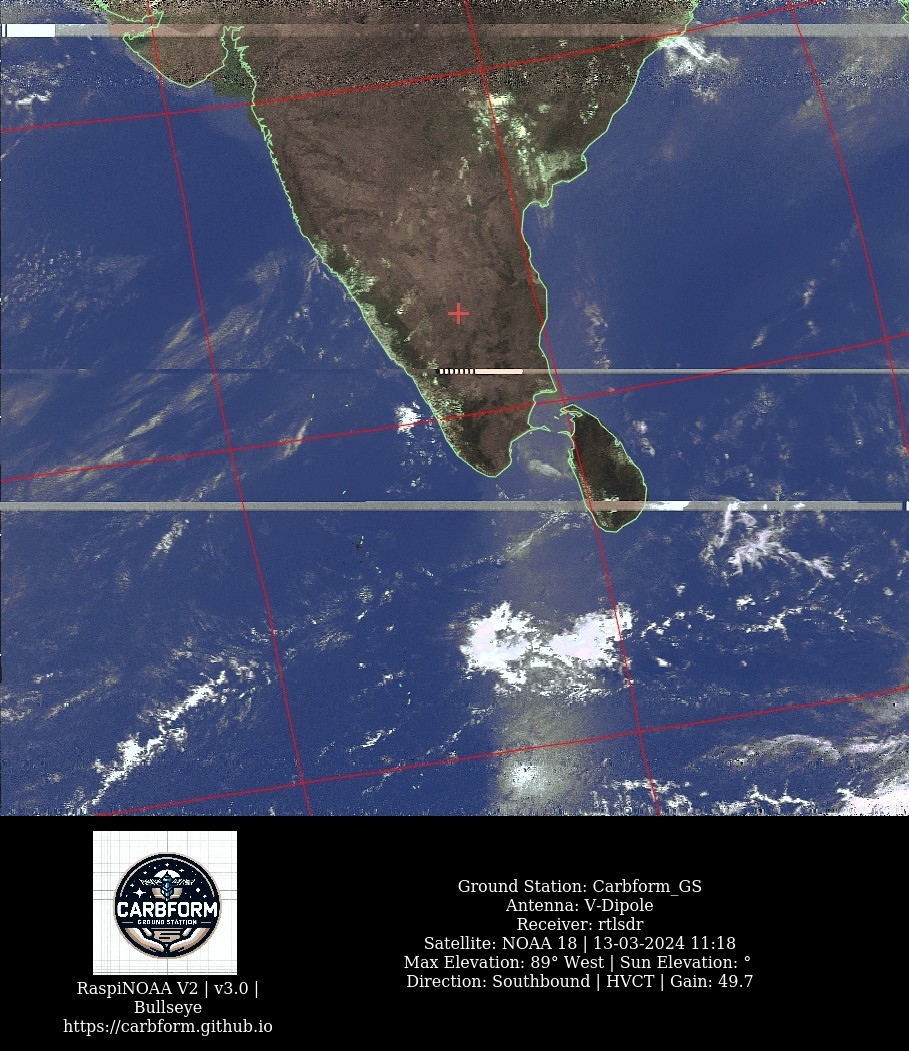 CARBFORM
GROUND STARTION
RaspiNOAA V2 | v3.0 |
Bullseye
https://carbform.github.io
Ground Station: Carbform_GS
Antenna: V-Dipole
Receiver: rtlsdr
Satellite: NOAA 18 | 13-03-2024 11:18
Max Elevation: 89° West | Sun Elevation: °
Direction: Southbound | HVCT | Gain: 49.7